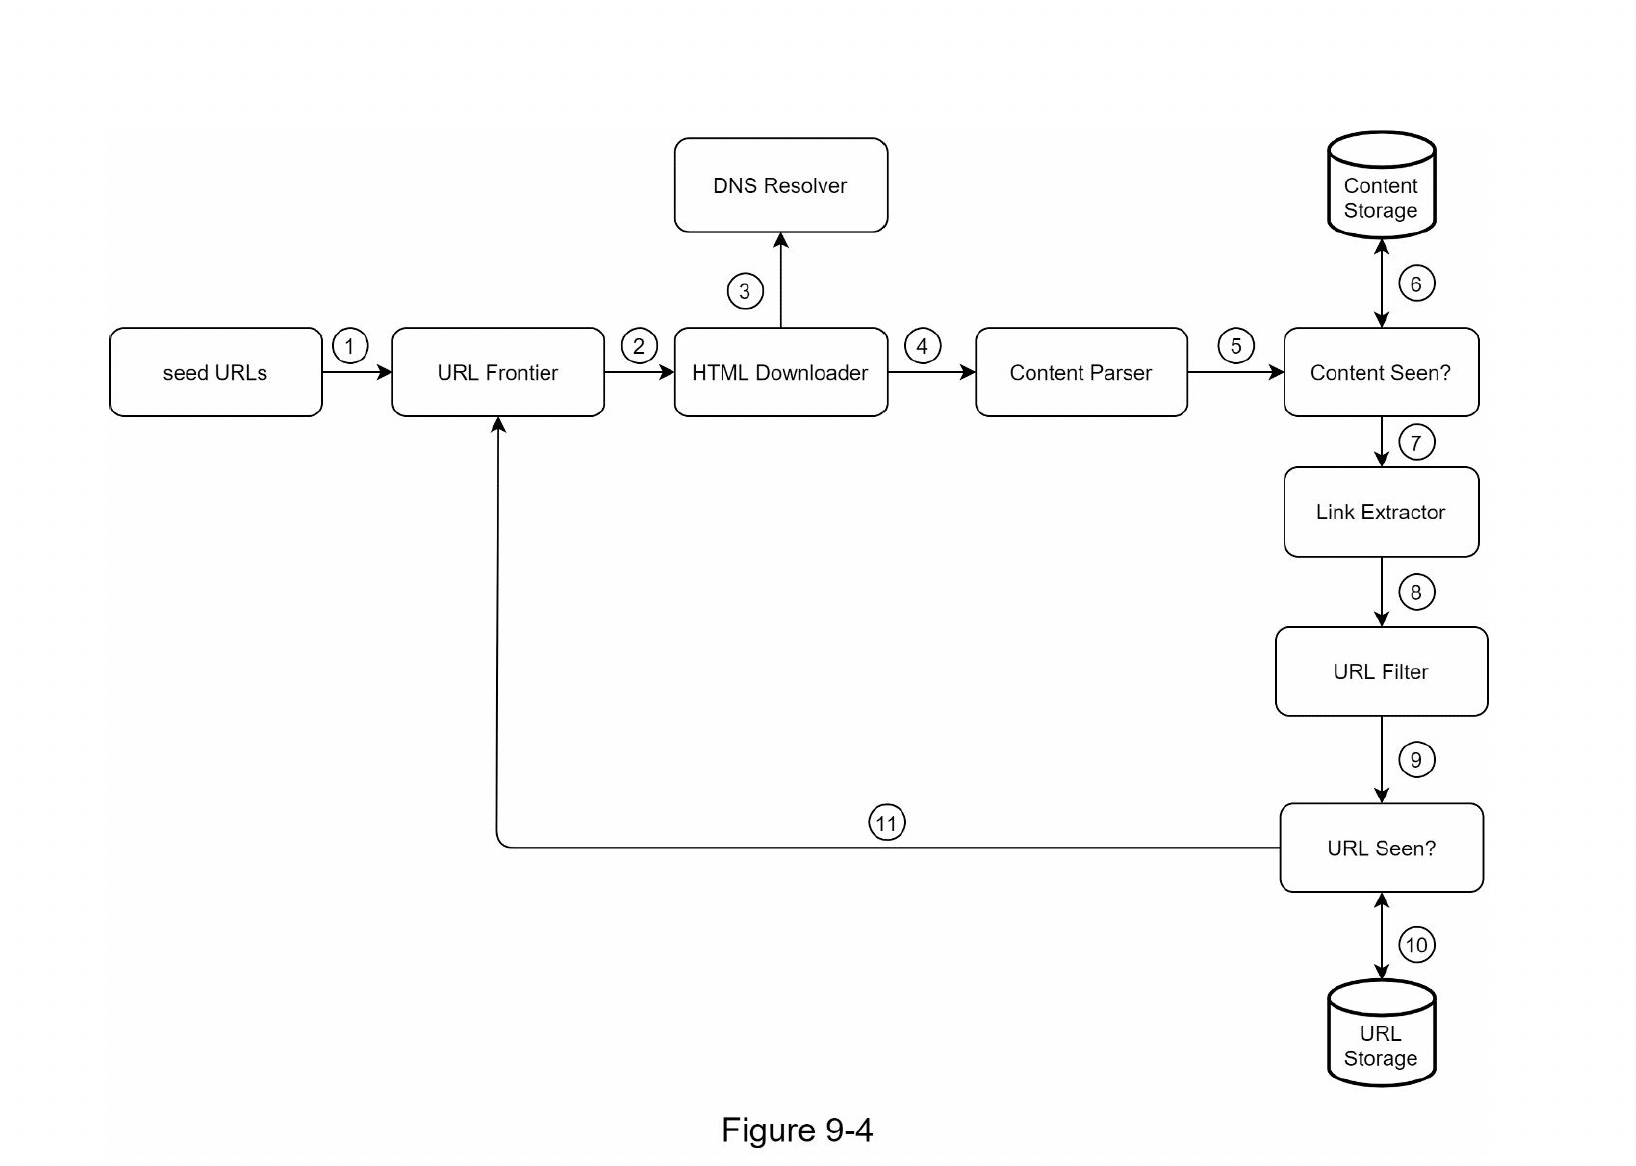 DNS Resolver
Content
Storage
3
6
seed URLs
1
URL Frontier
2
HTML Downloader
4
Content Parser
5
Content Seen?
7
Link Extractor
8
URL Filter
9
11
URL Seen?
10
URL
Storage
Figure 9-4